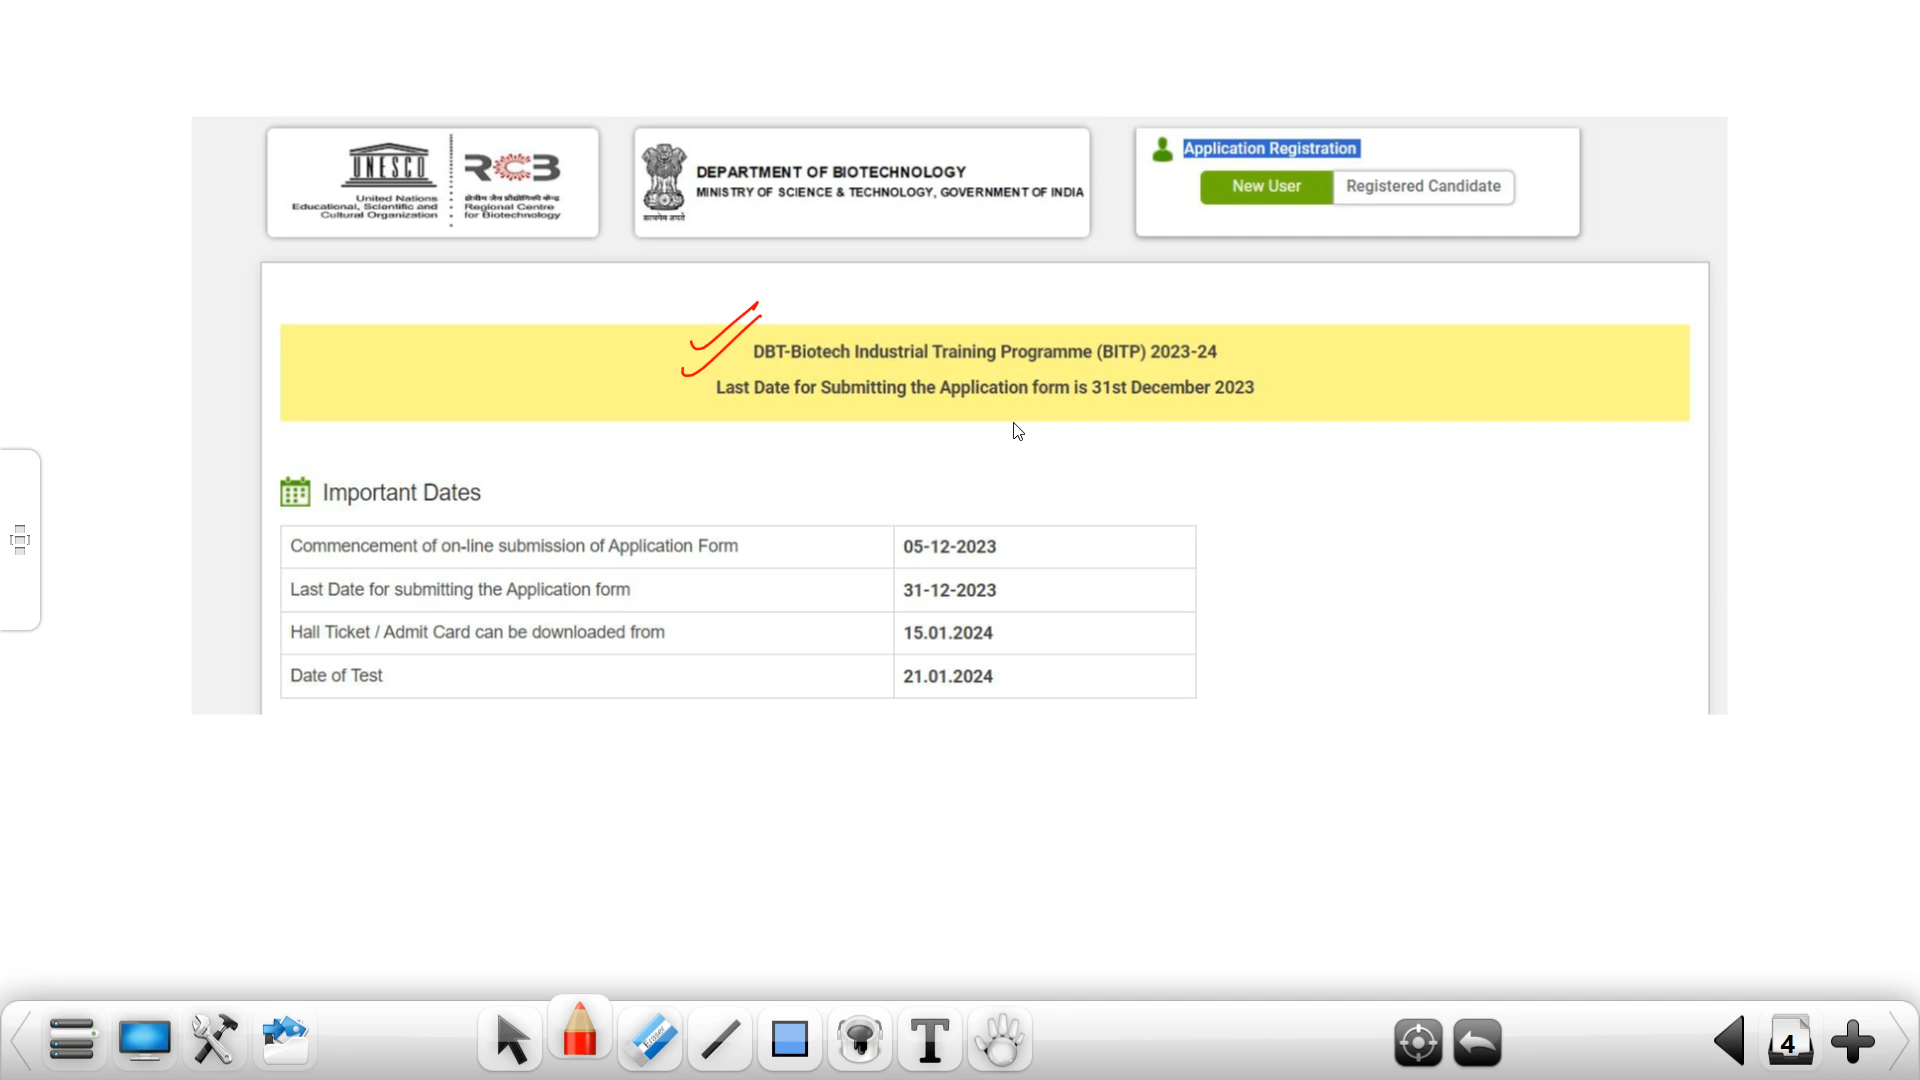 UNESCO
United Nations
Educational, Scientific and
Cultural Organization
RCB
क्षेत्रीय जैव प्रौद्योगिकी केन्द्र
Regional Centre
for Biotechnology
सत्यमेव जयते
DEPARTMENT OF BIOTECHNOLOGY
MINISTRY OF SCIENCE & TECHNOLOGY, GOVERNMENT OF INDIA
Application Registration
New User Registered Candidate
DBT-Biotech Industrial Training Programme (BITP) 2023-24
Last Date for Submitting the Application form is 31st December 2023
Important Dates
Commencement of on-line submission of Application Form 05-12-2023
Last Date for submitting the Application form 31-12-2023
Hall Ticket / Admit Card can be downloaded from 15.01.2024
Date of Test 21.01.2024
Eraser
T
4